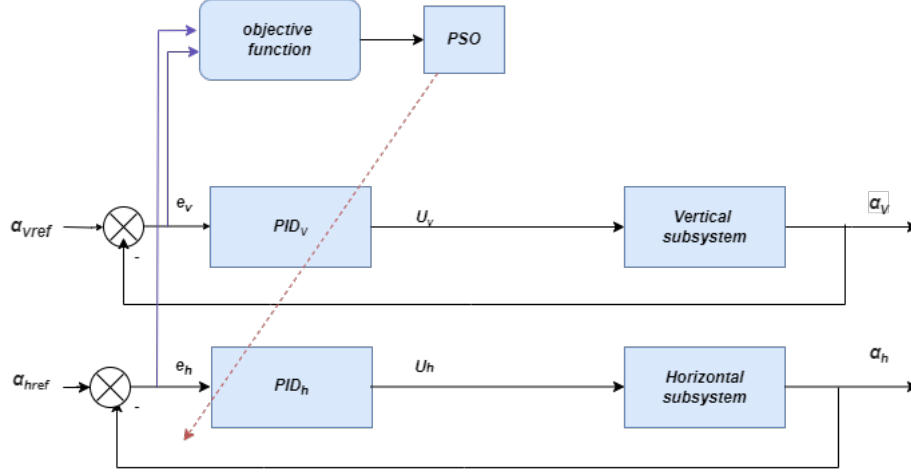 objective
function
PSO
αvref
-
ev
PIDv
Uv
Vertical
subsystem
αv
αhref
-
eh
PIDh
Uh
Horizontal
subsystem
αh